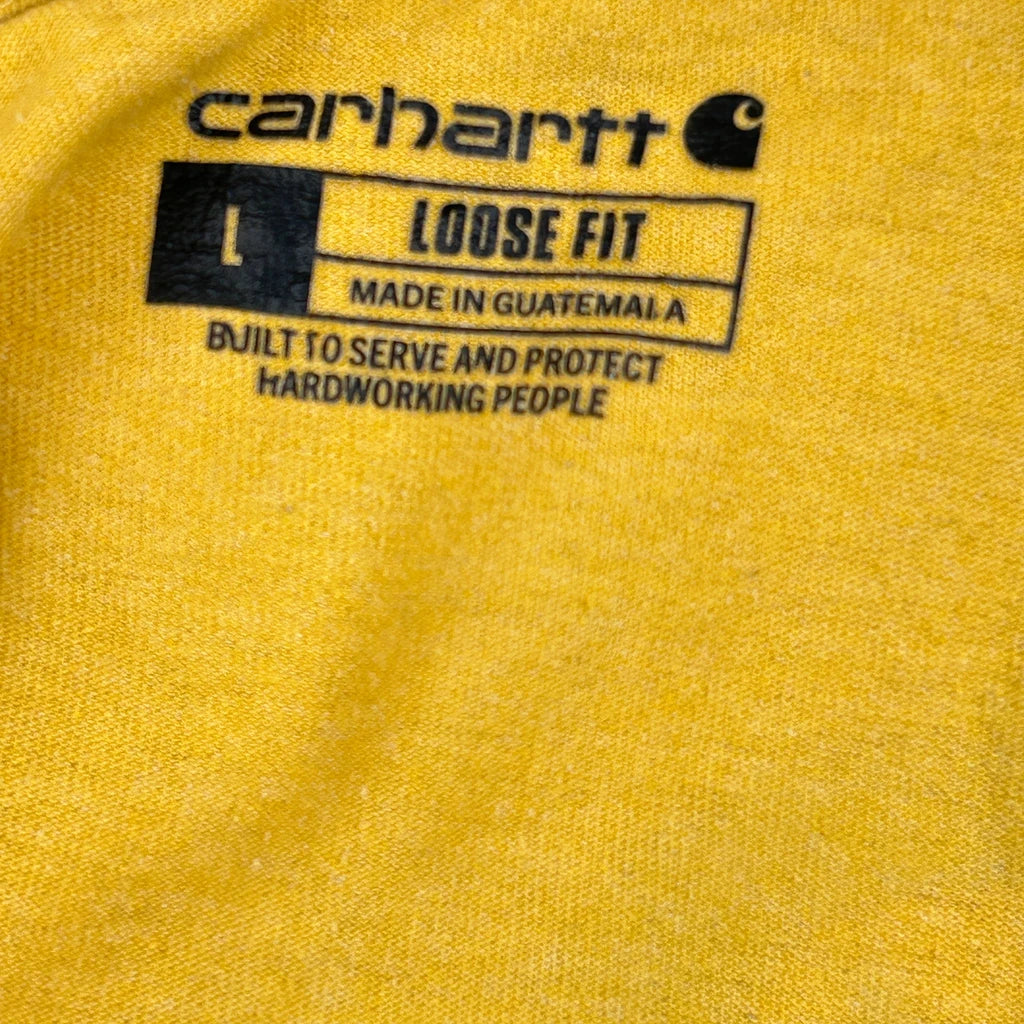 carhartt
L
LOOSE FIT
MADE IN GUATEMALA
BUILT TO SERVE AND PROTECT
HARDWORKING PEOPLE